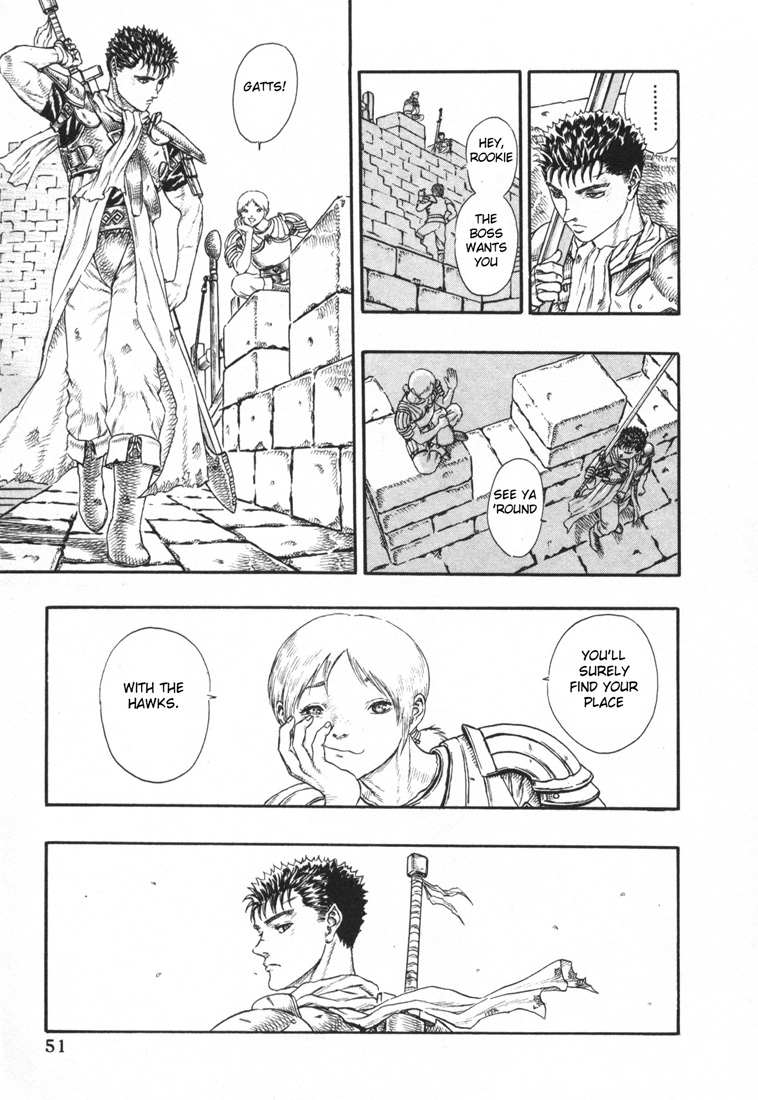 ........
HEY,
ROOKIE
THE
BOSS
WANTS
YOU
GATTS!
SEE YA
'ROUND
YOU'LL
SURELY
FIND YOUR
PLACE
WITH THE
HAWKS.
51